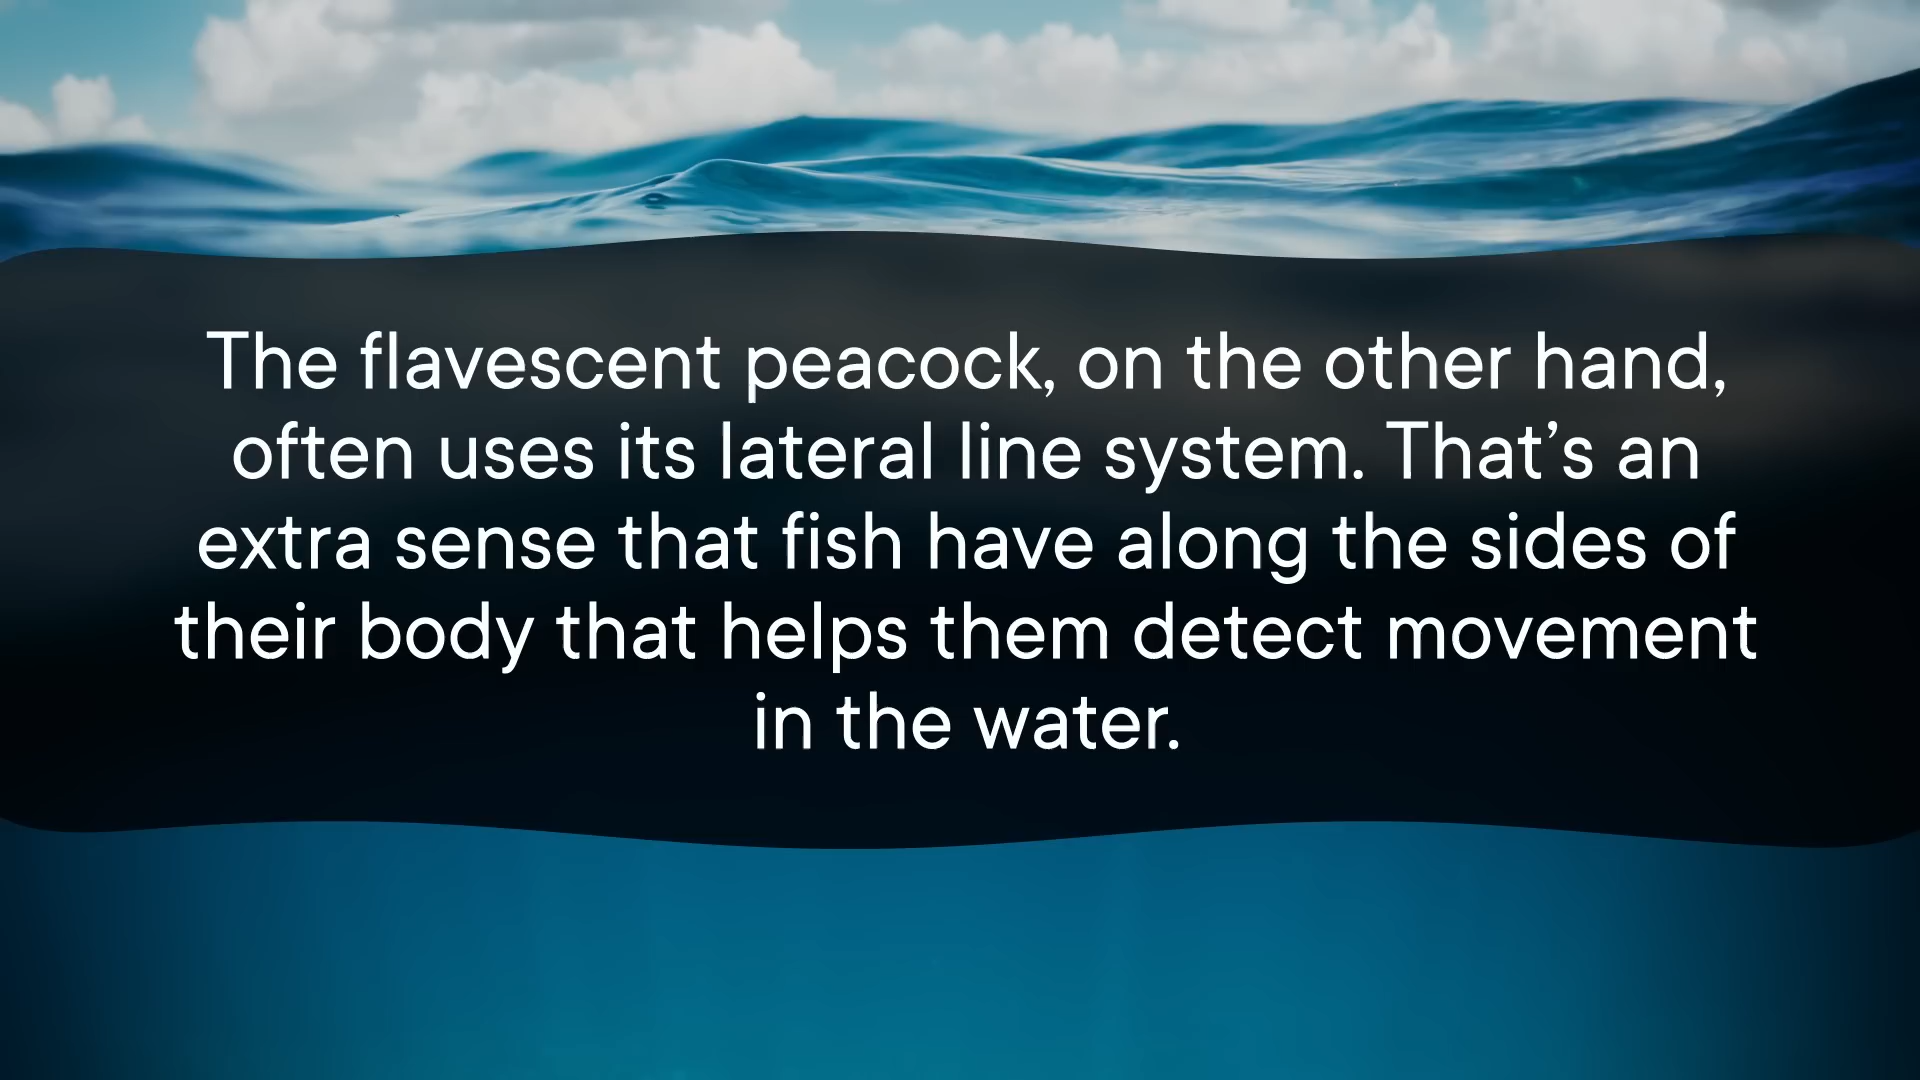 The flavescent peacock, on the other hand,
often uses its lateral line system. That’s an
extra sense that fish have along the sides of
their body that helps them detect movement
in the water.